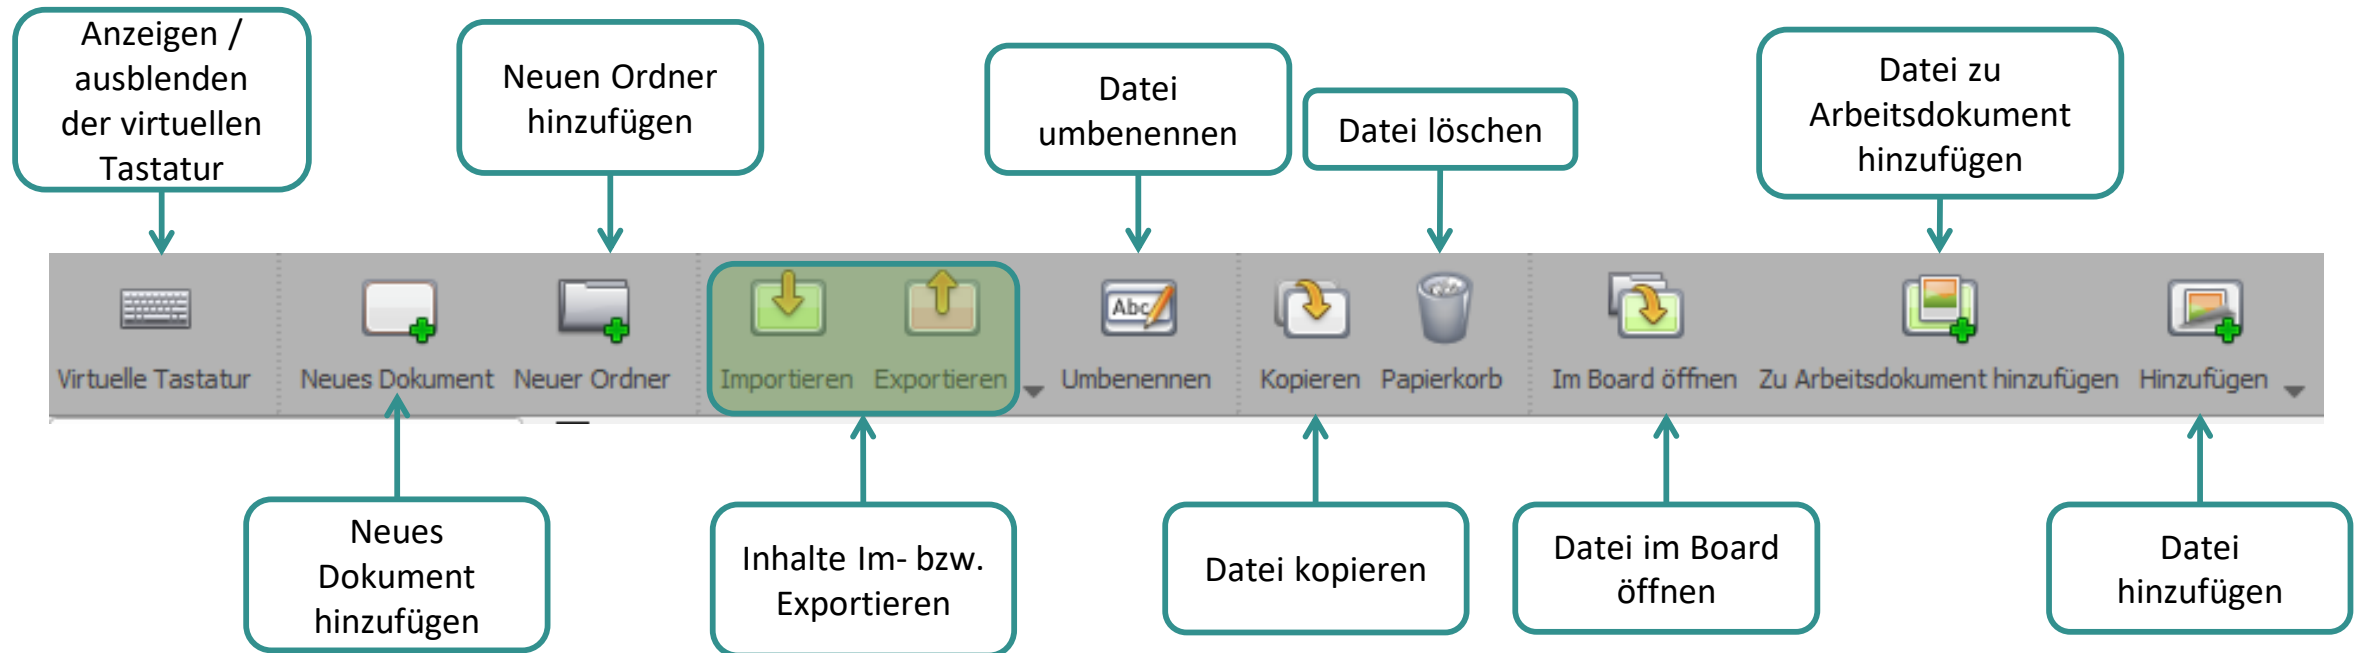 Anzeigen /
ausblenden
der virtuellen
Tastatur
Neuen Ordner
hinzufügen
Datei
umbenennen
Datei löschen
Datei zu
Arbeitsdokument
hinzufügen
Abc
Virtuelle Tastatur
Neues Dokument
Neuer Ordner
Importieren
Exportieren
Umbenennen
Kopieren
Papierkorb
Im Board öffnen
Zu Arbeitsdokument hinzufügen
Hinzufügen
Neues
Dokument
hinzufügen
Inhalte Im- bzw.
Exportieren
Datei kopieren
Datei im Board
öffnen
Datei
hinzufügen